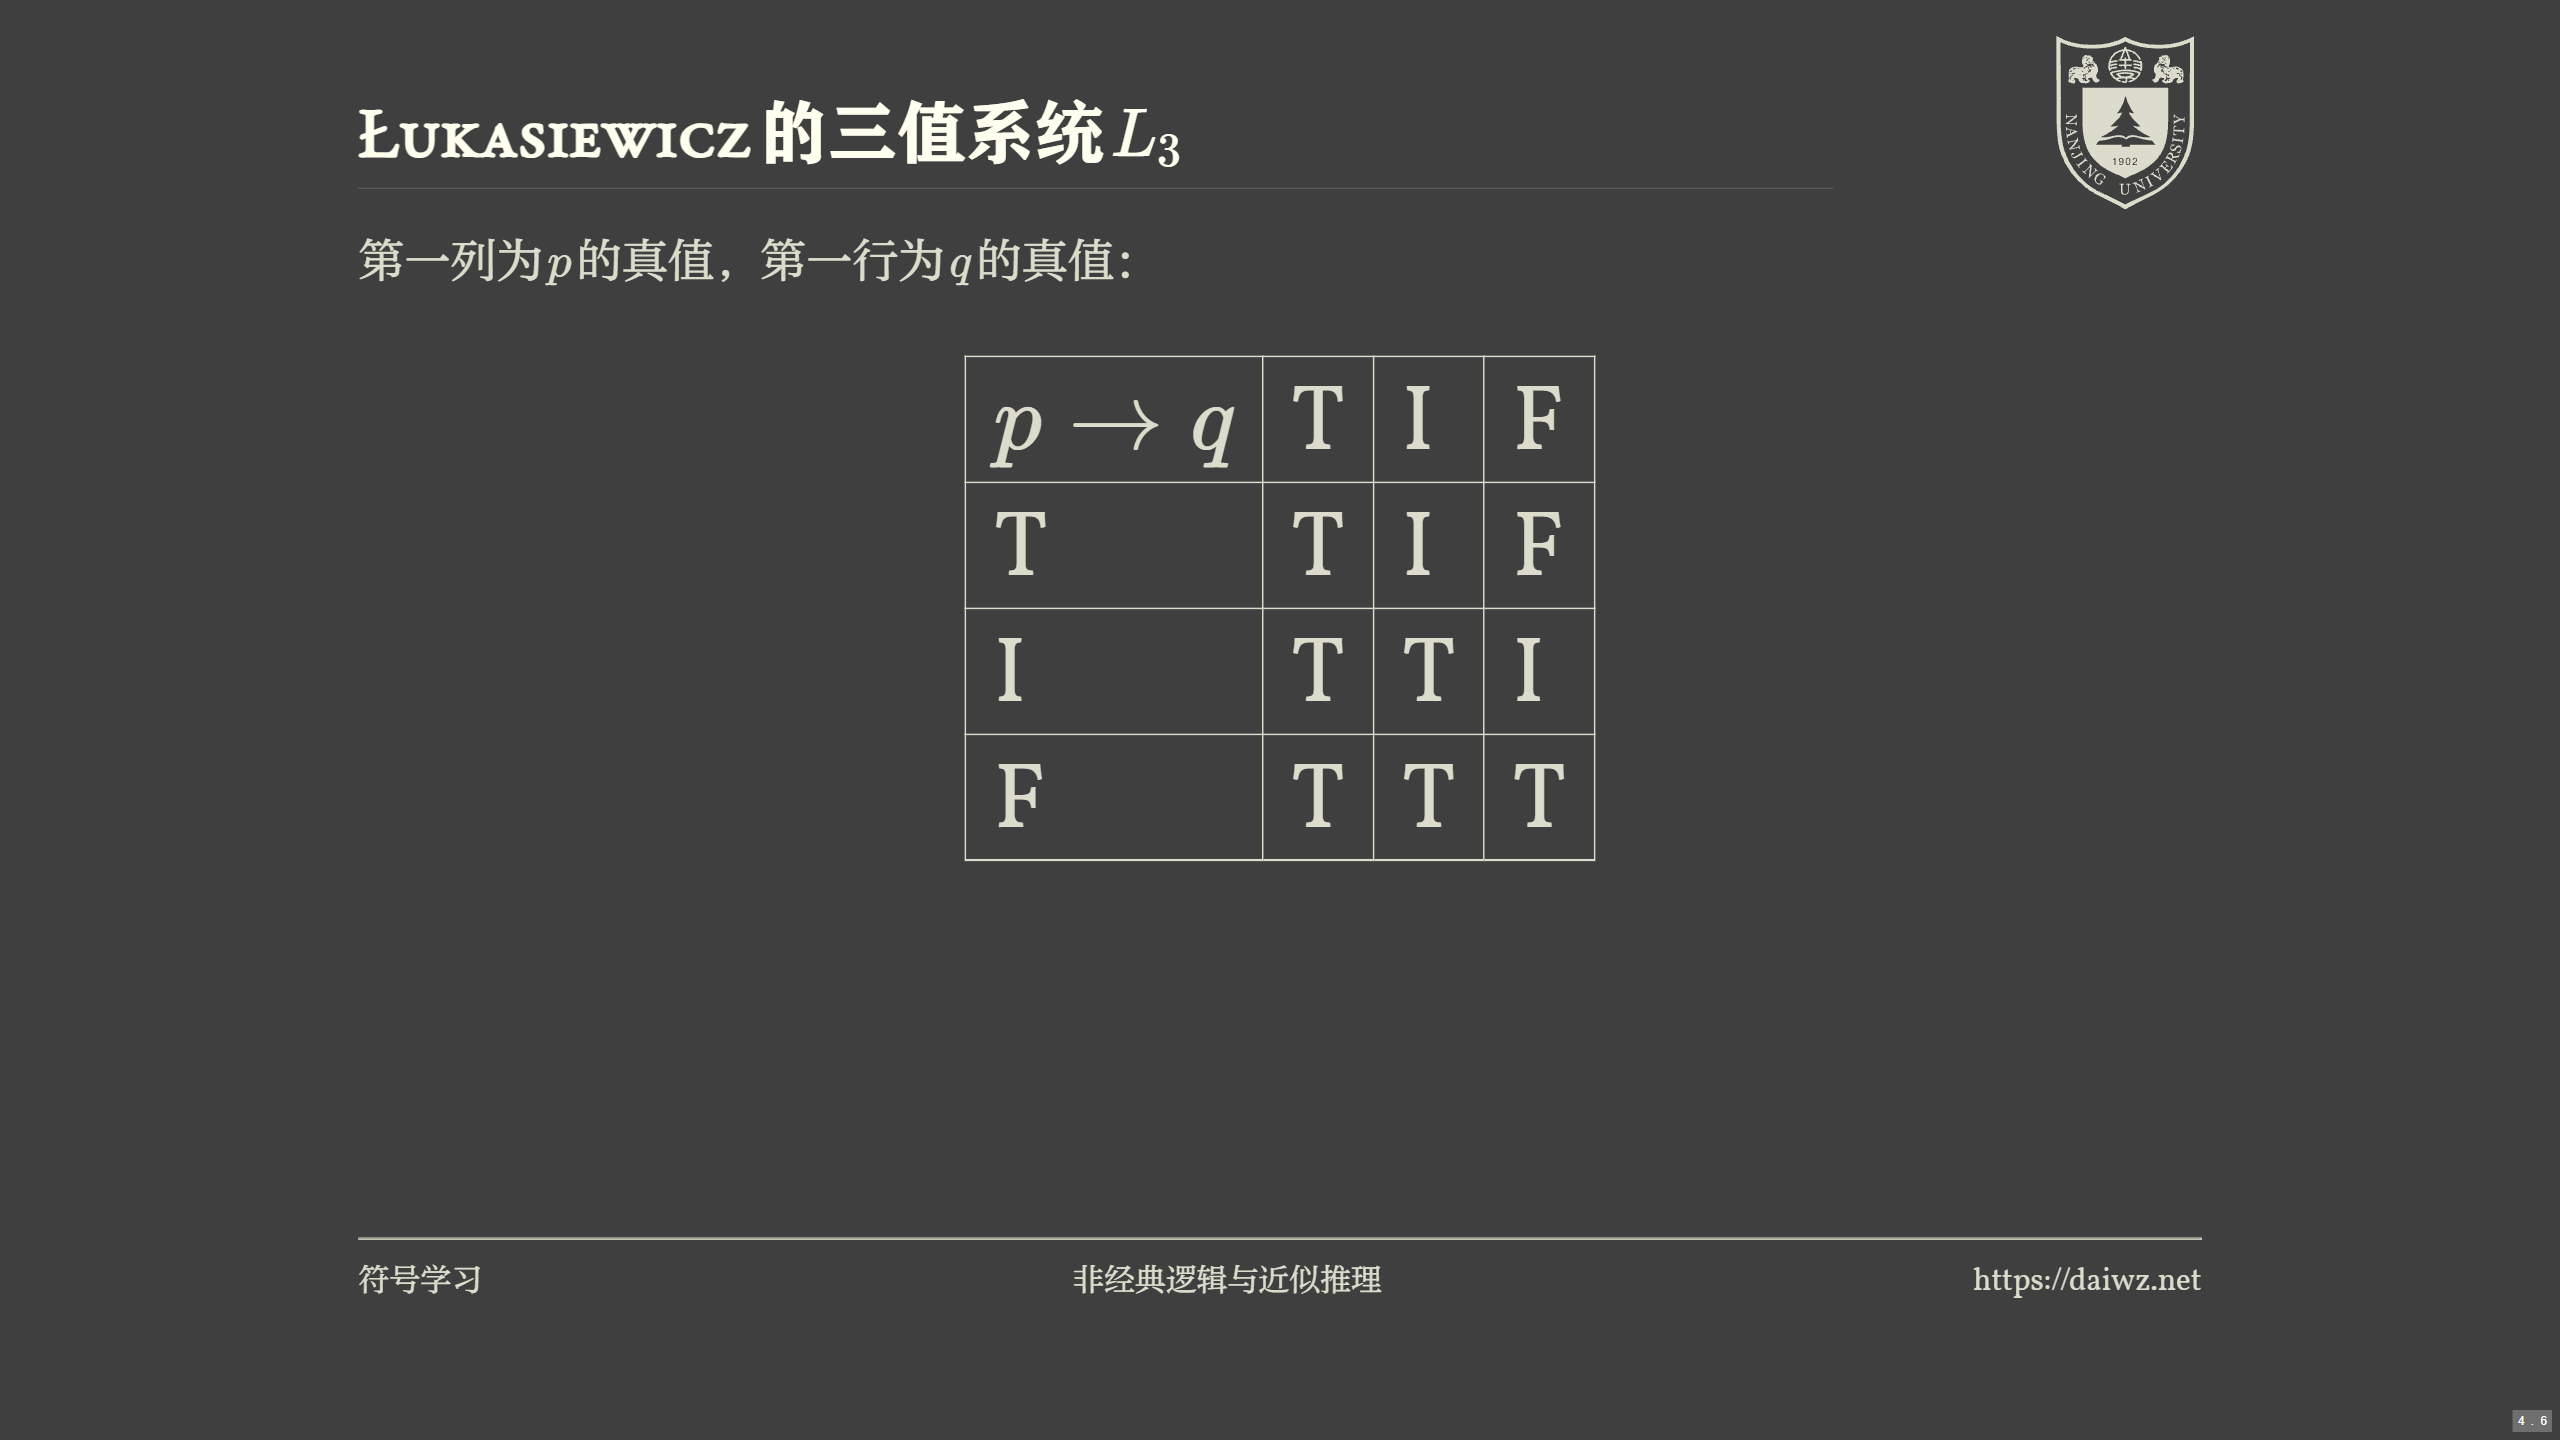 Łukasiewicz 的三值系统 L₃
NANJING UNIVERSITY
1902
第一列为p的真值，第一行为q的真值：
p → q T I F
T T I F
I T T I
F T T T
符号学习 非经典逻辑与近似推理 https://daiwz.net
4 . 6